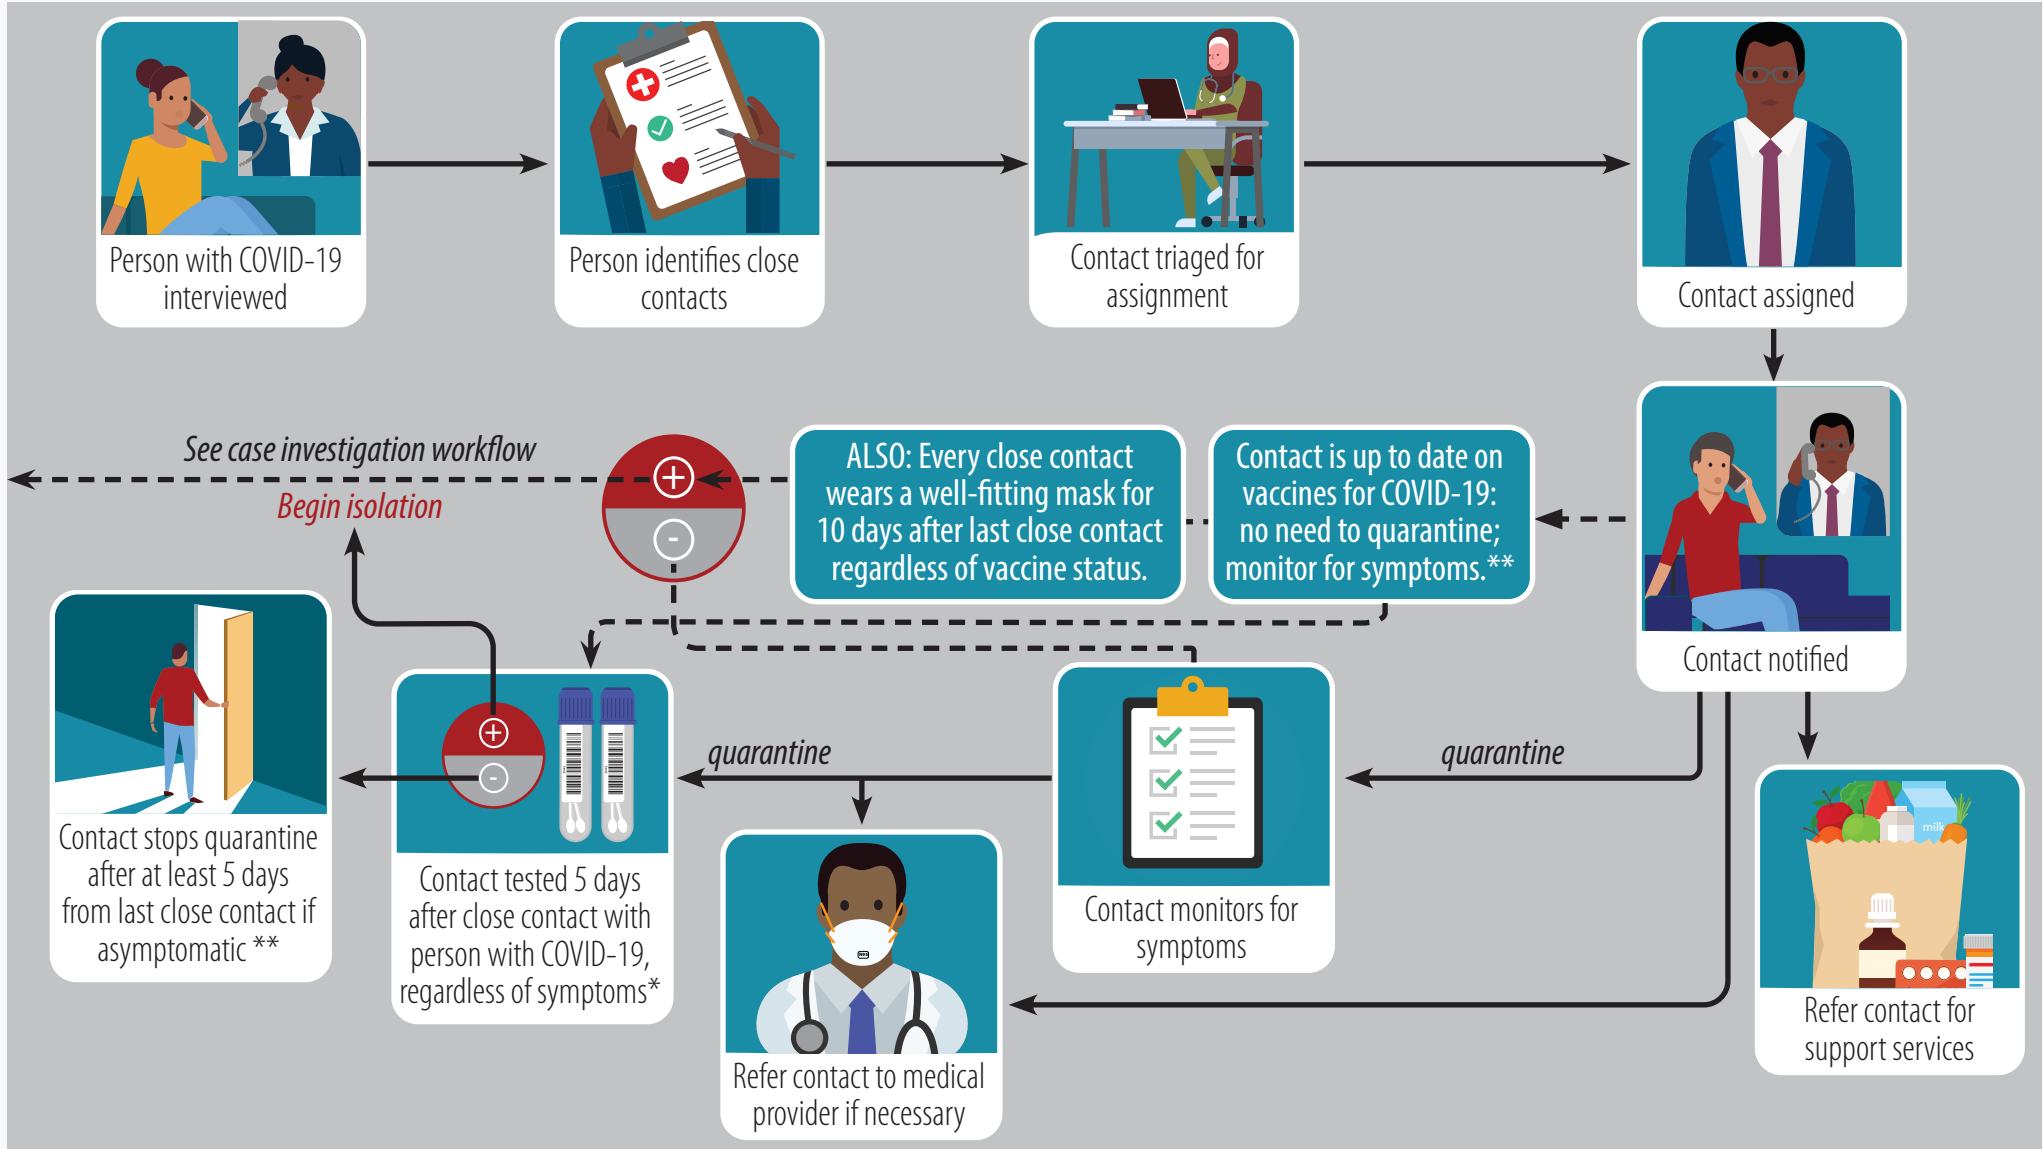 Person with COVID-19
interviewed
Person identifies close
contacts
Contact triaged for
assignment
Contact assigned
See case investigation workflow
Begin isolation
+
-
ALSO: Every close contact
wears a well-fitting mask for
10 days after last close contact
regardless of vaccine status.
Contact is up to date on
vaccines for COVID-19:
no need to quarantine;
monitor for symptoms.**
Contact notified
Contact stops quarantine
after at least 5 days
from last close contact if
asymptomatic **
+
-
Contact tested 5 days
after close contact with
person with COVID-19,
regardless of symptoms*
quarantine
Refer contact to medical
provider if necessary
Contact monitors for
symptoms
quarantine
milk
Refer contact for
support services